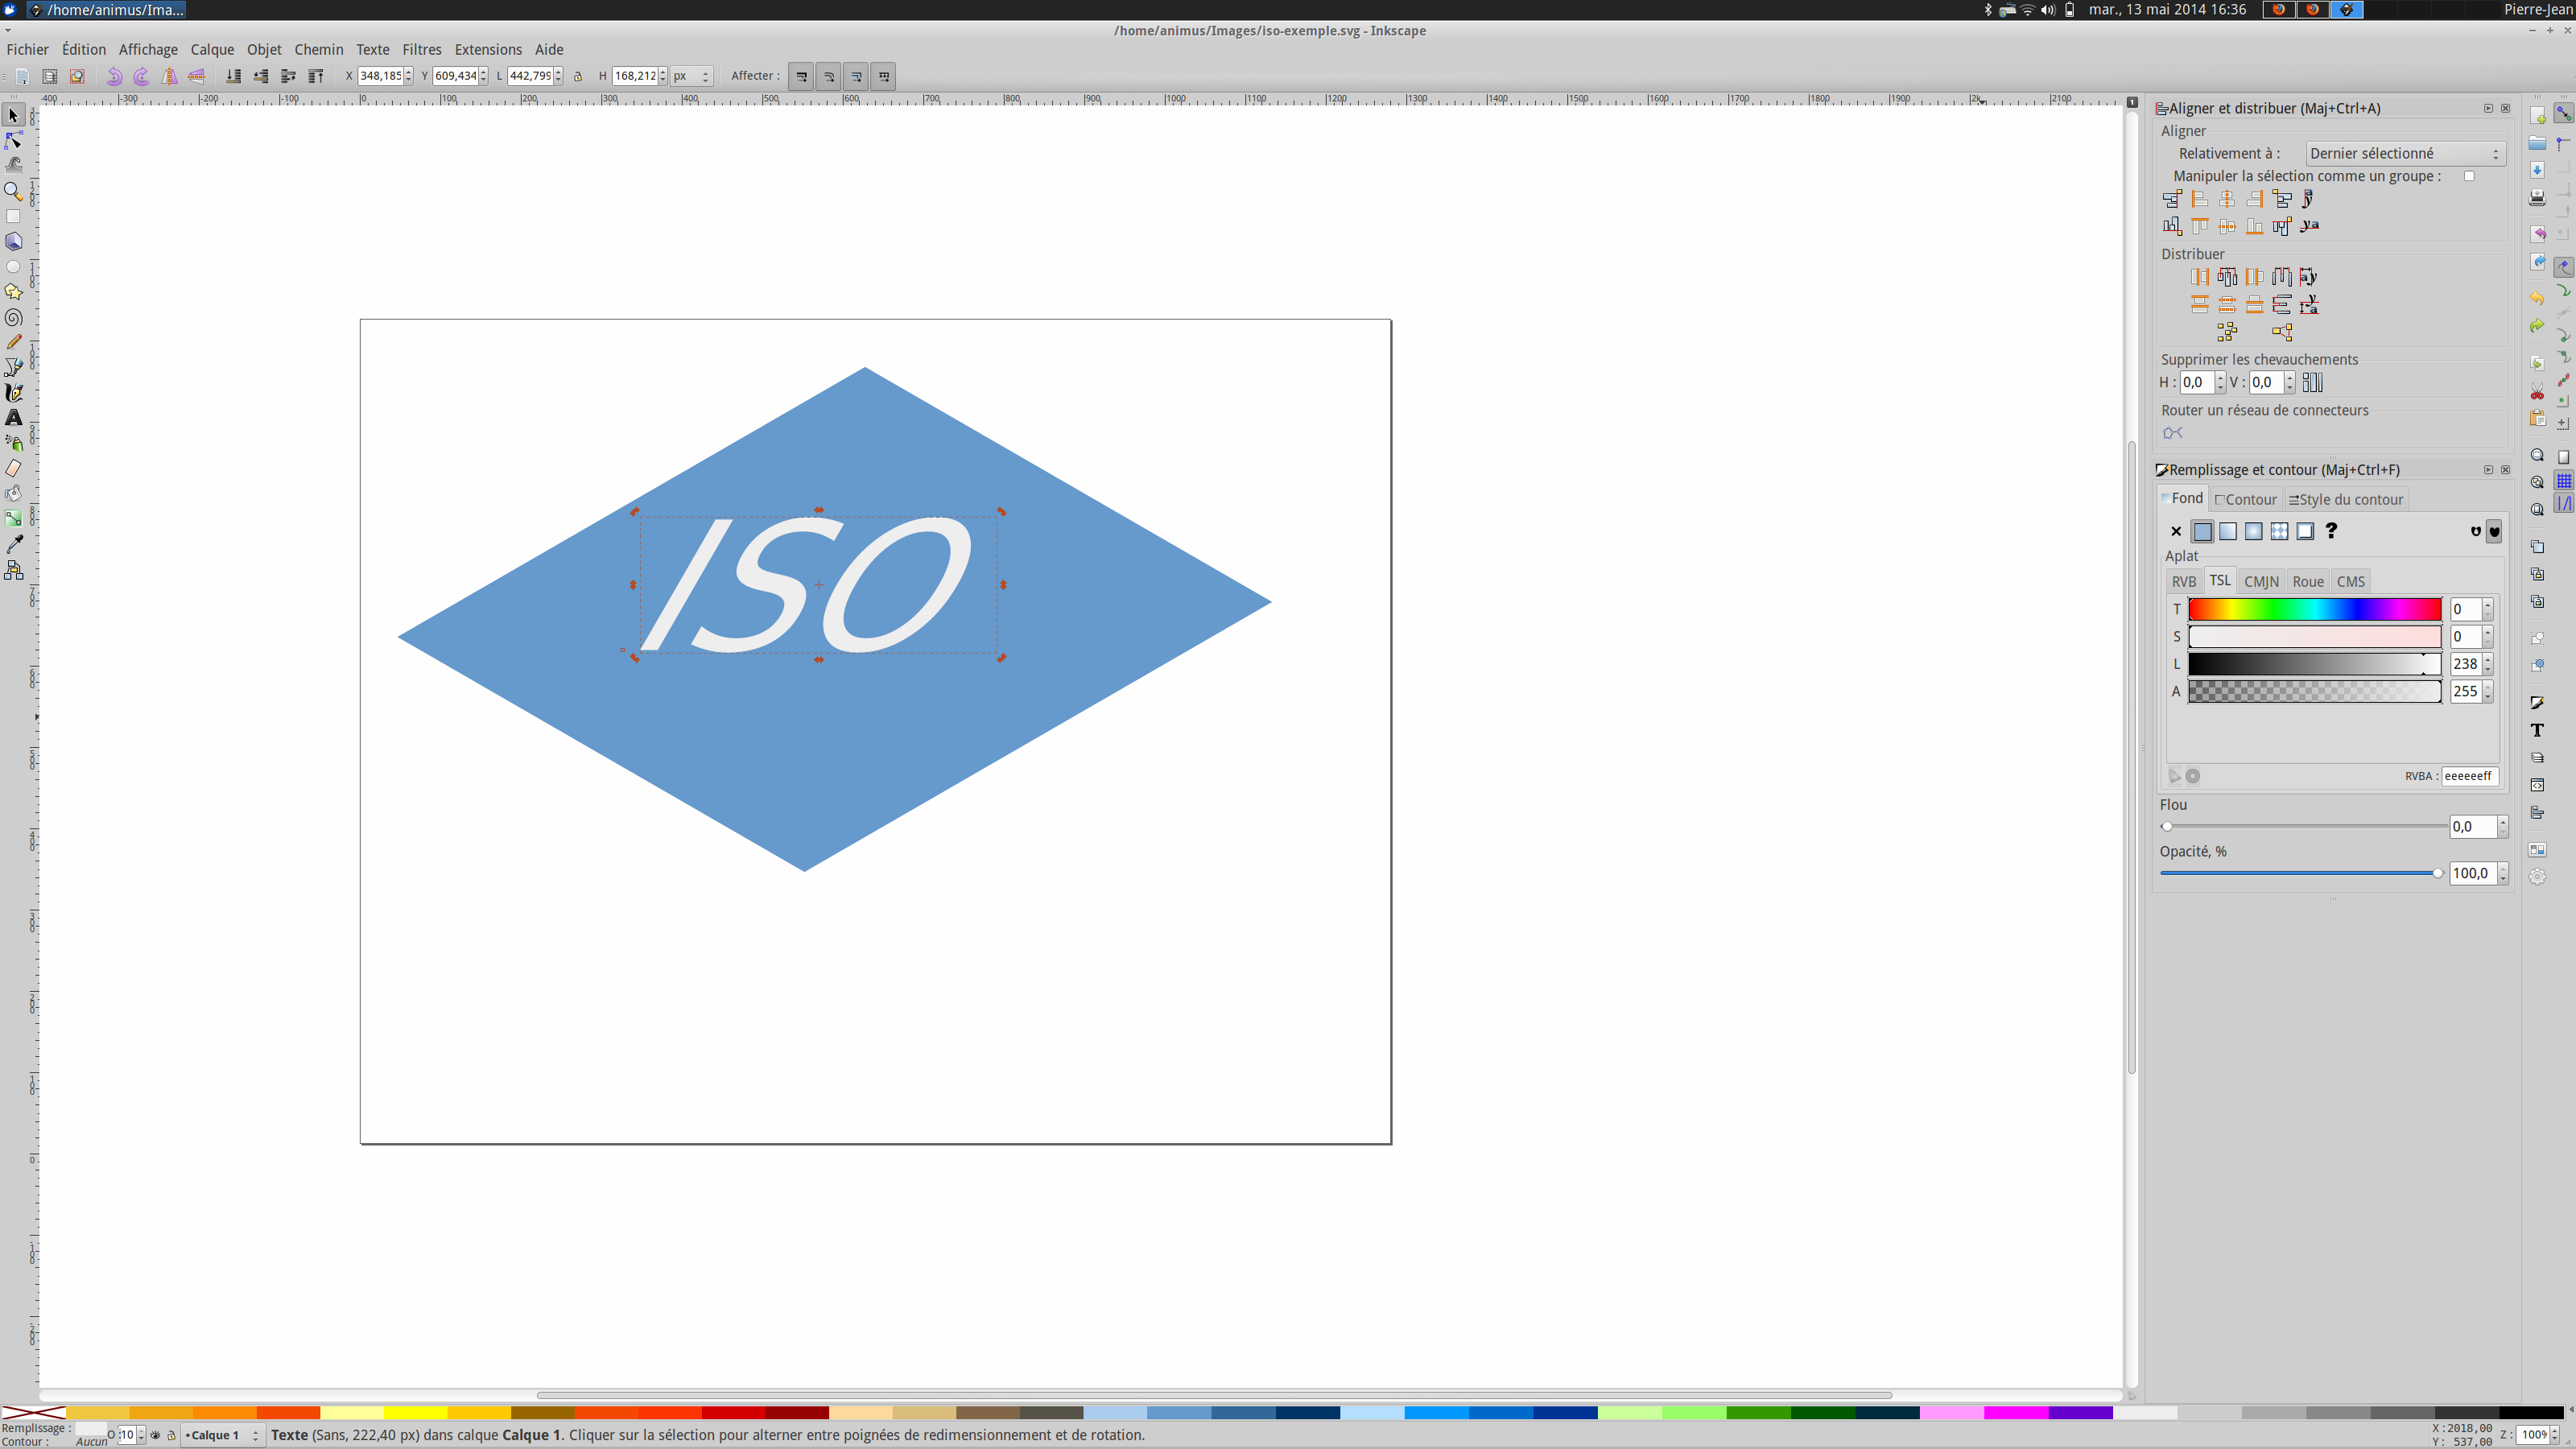 /home/animus/Ima...
mar., 13 mai 2014 16:36
Pierre-Jean
/home/animus/Images/iso-exemple.svg - Inkscape
Fichier Édition Affichage Calque Objet Chemin Texte Filtres Extensions Aide
X 348,185 Y 609,434 L 442,799 H 168,212 px Affecter :
-400 -300 -200 -100 0 100 200 300 400 500 600 700 800 900 1000 1100 1200 1300 1400 1500 1600 1700 1800 1900 2k 2100
Aligner et distribuer (Maj+Ctrl+A)
Aligner
Relativement à : Dernier sélectionné
Manipuler la sélection comme un groupe :
Distribuer
Supprimer les chevauchements
H : 0,0 V : 0,0
Router un réseau de connecteurs
Remplissage et contour (Maj+Ctrl+F)
Fond Contour Style du contour
Aplat
RVB TSL CMJN Roue CMS
T 0
S 0
L 238
A 255
RVBA : eeeeeeff
Flou
0,0
Opacité, %
100,0
ISO
Remplissage :
Contour : Aucun
O :10
•Calque 1
Texte (Sans, 222,40 px) dans calque Calque 1. Cliquer sur la sélection pour alterner entre poignées de redimensionnement et de rotation.
X:2018,00
Y: 537,00
Z : 100%